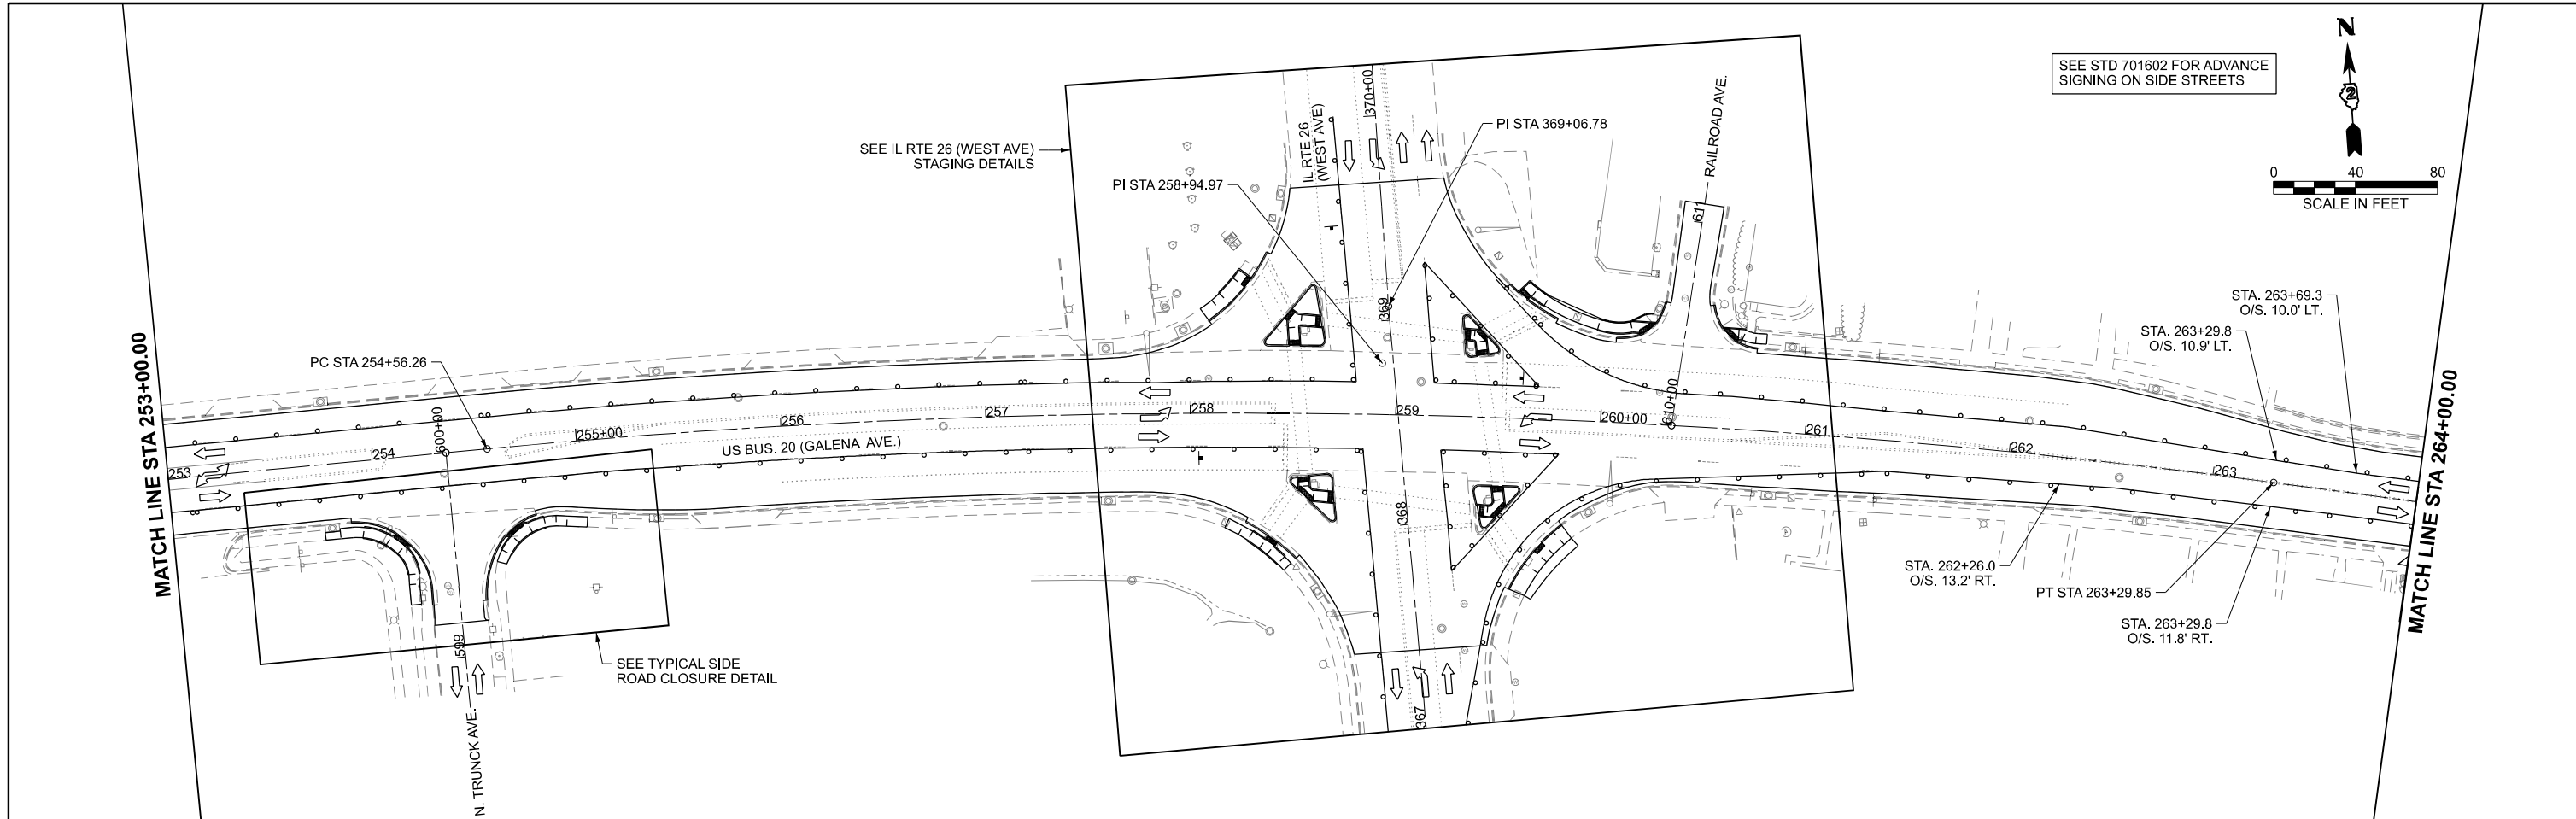 N
2
SEE STD 701602 FOR ADVANCE
SIGNING ON SIDE STREETS
0 40 80
SCALE IN FEET
370+00
IL RTE 26
(WEST AVE)
PI STA 369+06.78
RAILROAD AVE.
611
SEE IL RTE 26 (WEST AVE)
STAGING DETAILS
PI STA 258+94.97
369
STA. 263+69.3
O/S. 10.0' LT.
STA. 263+29.8
O/S. 10.9' LT.
MATCH LINE STA 253+00.00
PC STA 254+56.26
600+00
253
254
255+00
256
257
258
259
260+00
610+00
261
262
263
US BUS. 20 (GALENA AVE.)
MATCH LINE STA 264+00.00
368
STA. 262+26.0
O/S. 13.2' RT.
PT STA 263+29.85
STA. 263+29.8
O/S. 11.8' RT.
599
SEE TYPICAL SIDE
ROAD CLOSURE DETAIL
367
N. TRUNCK AVE.